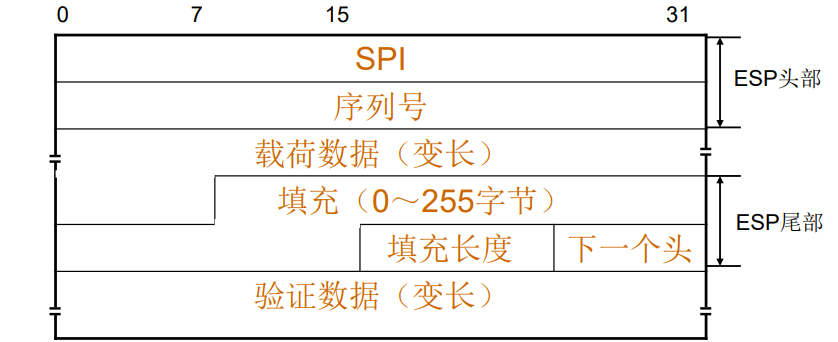 0 7 15 31
SPI
ESP头部
序列号
载荷数据（变长）
填充（0～255字节）
ESP尾部
填充长度 下一个头
验证数据（变长）